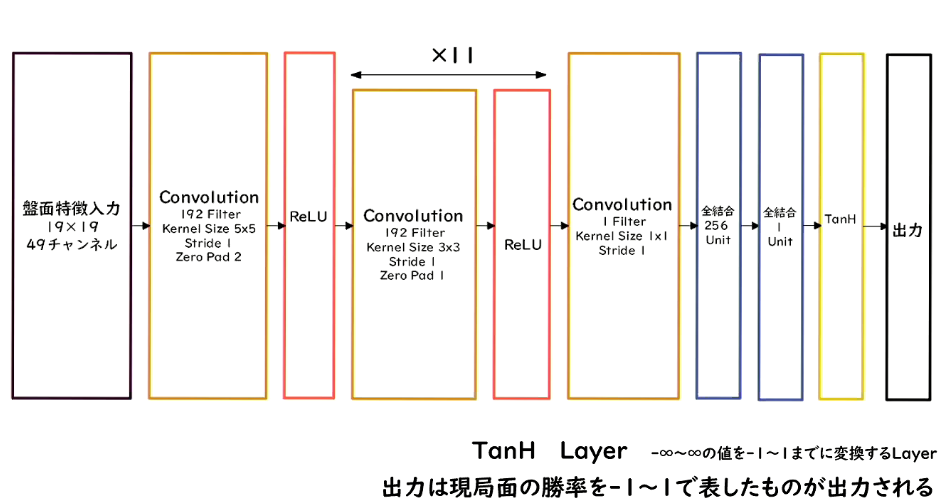 ×11
盤面特徴入力
19×19
49チャンネル
Convolution
192 Filter
Kernel Size 5x5
Stride 1
Zero Pad 2
ReLU
Convolution
192 Filter
Kernel Size 3x3
Stride 1
Zero Pad 1
ReLU
Convolution
1 Filter
Kernel Size 1x1
Stride 1
全結合
256
Unit
全結合
1
Unit
TanH
出力
TanH Layer -∞~∞の値を-1~1までに変換するLayer
出力は現局面の勝率を-1~1で表したものが出力される